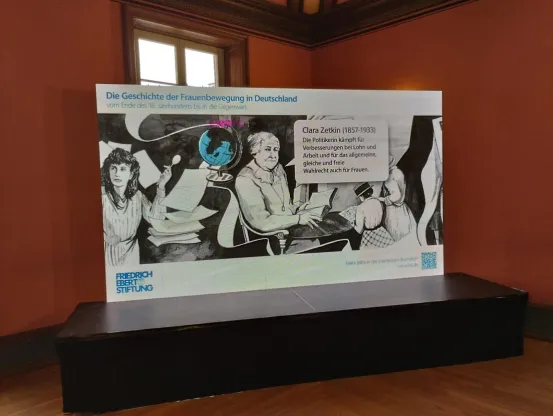 Die Geschichte der Frauenbewegung in Deutschland
vom Ende des 18. Jahrhunderts bis in die Gegenwart
Clara Zetkin (1857-1933)
Die Politikerin kämpft für
Verbesserungen bei Lohn und
Arbeit und für das allgemeine,
gleiche und freie
Wahlrecht auch für Frauen.
FRIEDRICH
EBERT
STIFTUNG